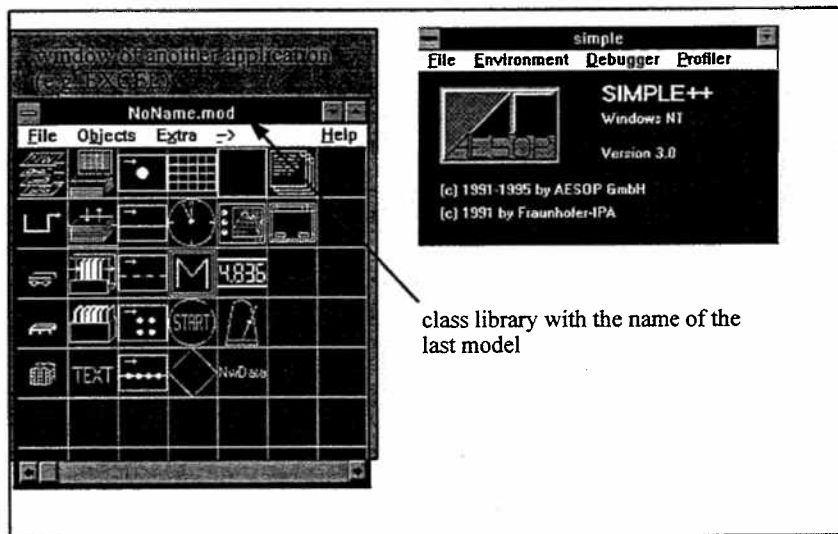 window of another application
(e.g. EXCEL)
NoName.mod
File Objects Extra -> Help
4.836
START
TEXT
NwData
simple
File Environment Debugger Profiler
SIMPLE++
Windows NT
Version 3.0
(c) 1991-1995 by AESOP GmbH
(c) 1991 by Fraunhofer-IPA
class library with the name of the
last model